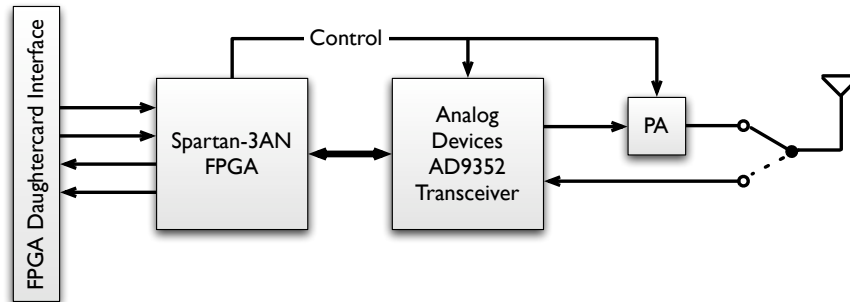 FPGA Daughtercard Interface
Control
Spartan-3AN
FPGA
Analog
Devices
AD9352
Transceiver
PA